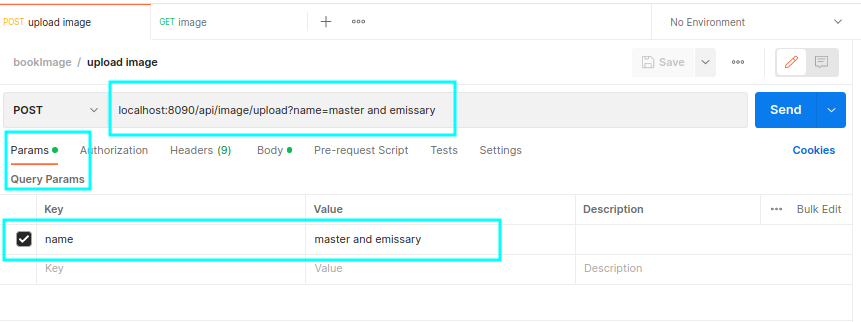 POST upload image GET image + No Environment
bookImage / upload image Save
POST localhost:8090/api/image/upload?name=master and emissary Send
Params Authorization Headers (9) Body Pre-request Script Tests Settings Cookies
Query Params
Key Value Description Bulk Edit
name master and emissary
Key Value Description